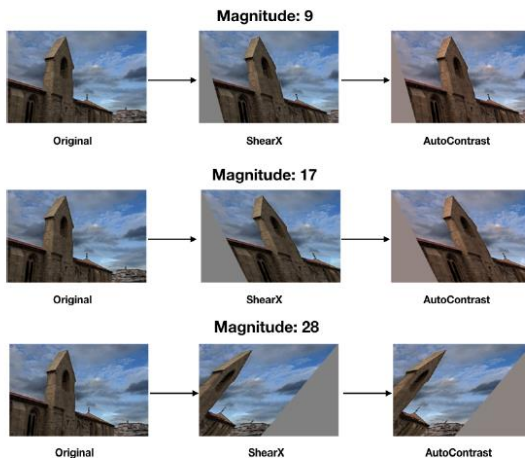 Magnitude: 9
Original ShearX AutoContrast
Magnitude: 17
Original ShearX AutoContrast
Magnitude: 28
Original ShearX AutoContrast